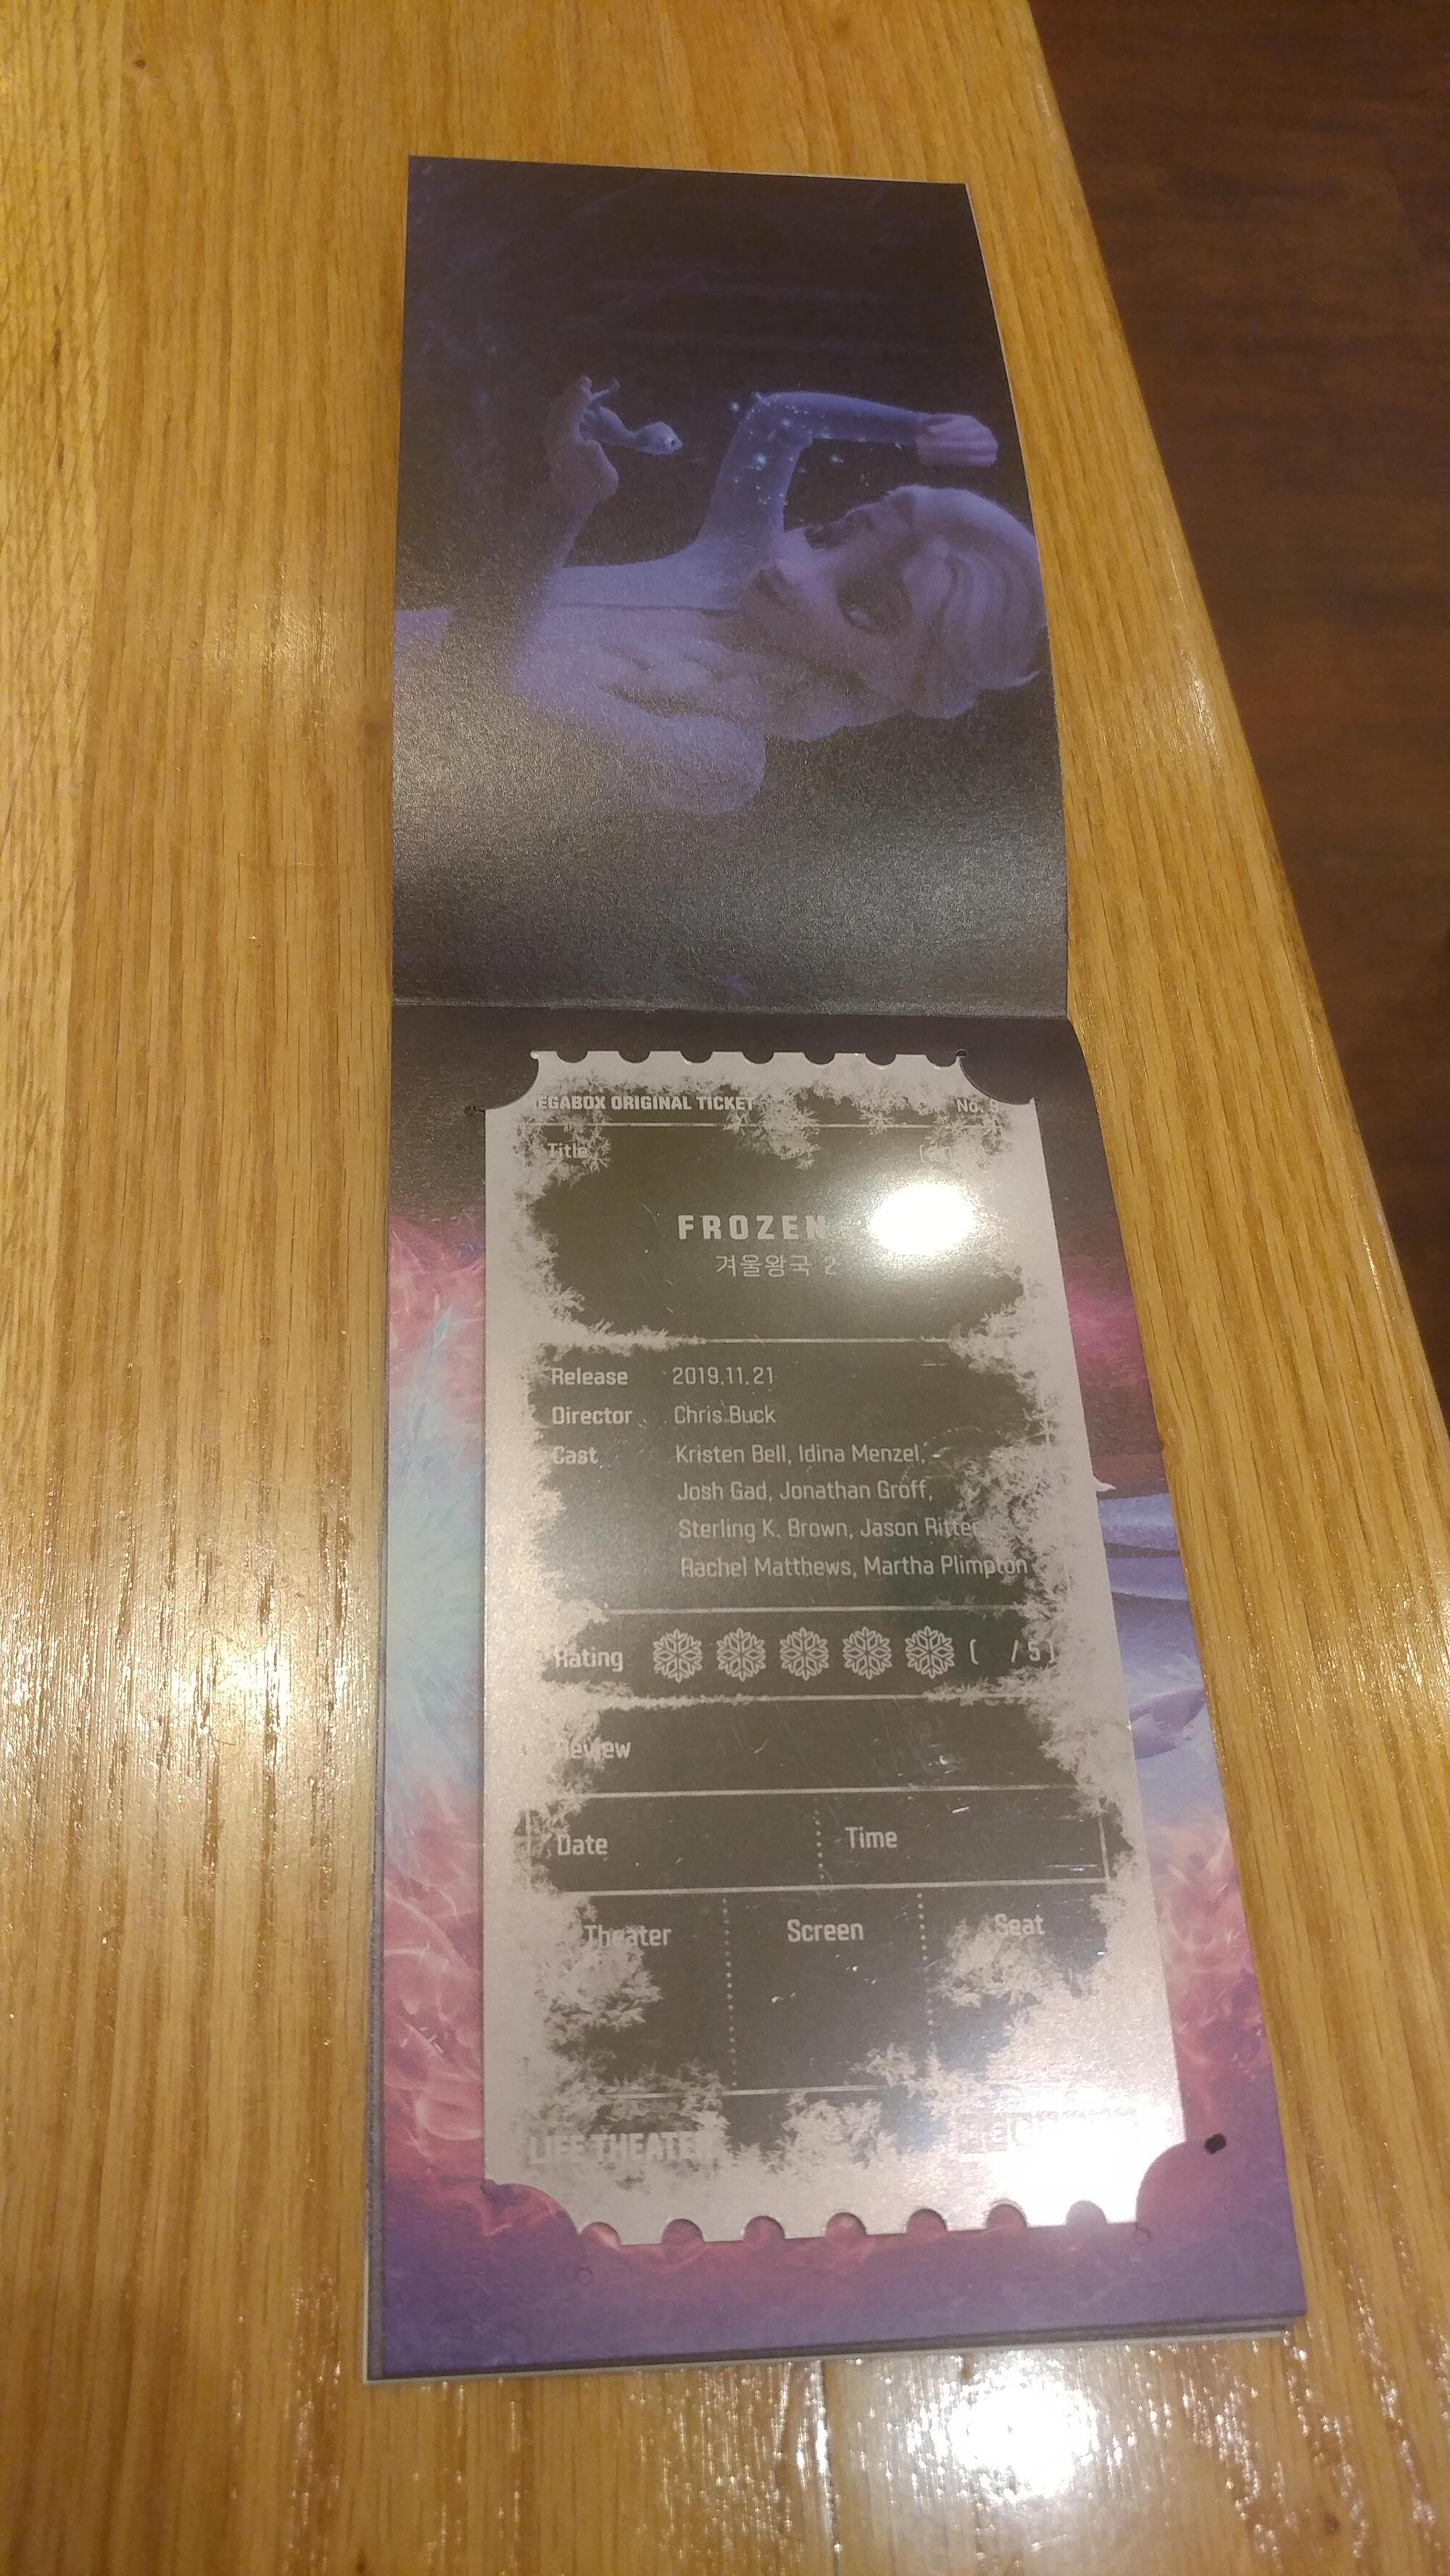 EGABOX ORIGINAL TICKET No. 9
Title
FROZEN
겨울왕국 2
Release 2019.11.21
Director Chris Buck
Cast Kristen Bell, Idina Menzel,
Josh Gad, Jonathan Groff,
Sterling K. Brown, Jason Ritter,
Rachel Matthews, Martha Plimpton
Rating ( /5)
Review
Date Time
Theater Screen Seat
LIFE THEATER